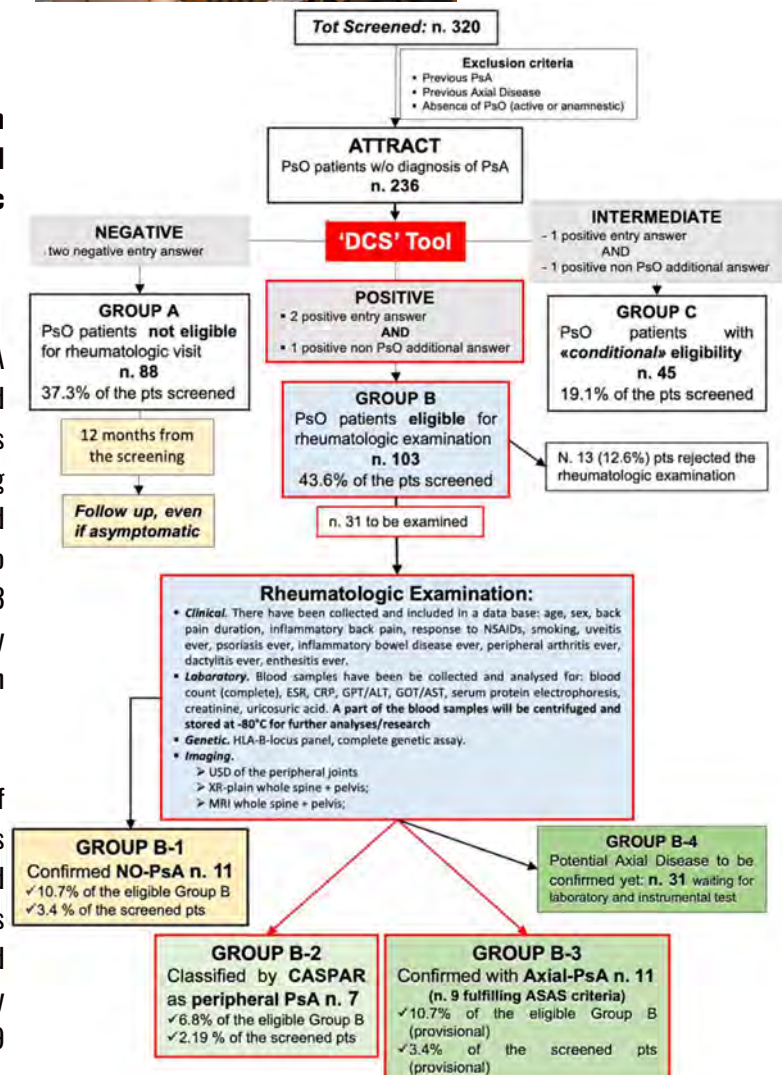 Tot Screened: n. 320
Exclusion criteria
▪ Previous PsA
▪ Previous Axial Disease
▪ Absence of PsO (active or anamnestic)
ATTRACT
PsO patients w/o diagnosis of PsA
n. 236
NEGATIVE
two negative entry answer
'DCS' Tool
INTERMEDIATE
- 1 positive entry answer
AND
- 1 positive non PsO additional answer
GROUP A
PsO patients not eligible
for rheumatologic visit
n. 88
37.3% of the pts screened
POSITIVE
▪ 2 positive entry answer
AND
▪ 1 positive non PsO additional answer
GROUP C
PsO patients with
«conditional» eligibility
n. 45
19.1% of the pts screened
12 months from
the screening
Follow up, even
if asymptomatic
GROUP B
PsO patients eligible for
rheumatologic examination
n. 103
43.6% of the pts screened
N. 13 (12.6%) pts rejected the
rheumatologic examination
n. 31 to be examined
Rheumatologic Examination:
▪ Clinical. There have been collected and included in a data base: age, sex, back
pain duration, inflammatory back pain, response to NSAIDs, smoking, uveitis
ever, psoriasis ever, inflammatory bowel disease ever, peripheral arthritis ever,
dactylitis ever, enthesitis ever.
▪ Laboratory. Blood samples have been be collected and analysed for: blood
count (complete), ESR, CRP, GPT/ALT, GOT/AST, serum protein electrophoresis,
creatinine, uricosuric acid. A part of the blood samples will be centrifuged and
stored at -80°C for further analyses/research
▪ Genetic. HLA-B-locus panel, complete genetic assay.
▪ Imaging.
➢ USD of the peripheral joints
➢ XR-plain whole spine + pelvis;
➢ MRI whole spine + pelvis;
GROUP B-1
Confirmed NO-PsA n. 11
✓10.7% of the eligible Group B
✓3.4 % of the screened pts
GROUP B-4
Potential Axial Disease to be
confirmed yet: n. 31 waiting for
laboratory and instrumental test
GROUP B-2
Classified by CASPAR
as peripheral PsA n. 7
✓6.8% of the eligible Group B
✓2.19 % of the screened pts
GROUP B-3
Confirmed with Axial-PsA n. 11
(n. 9 fulfilling ASAS criteria)
✓10.7% of the eligible Group B
(provisional)
✓3.4% of the screened pts
(provisional)